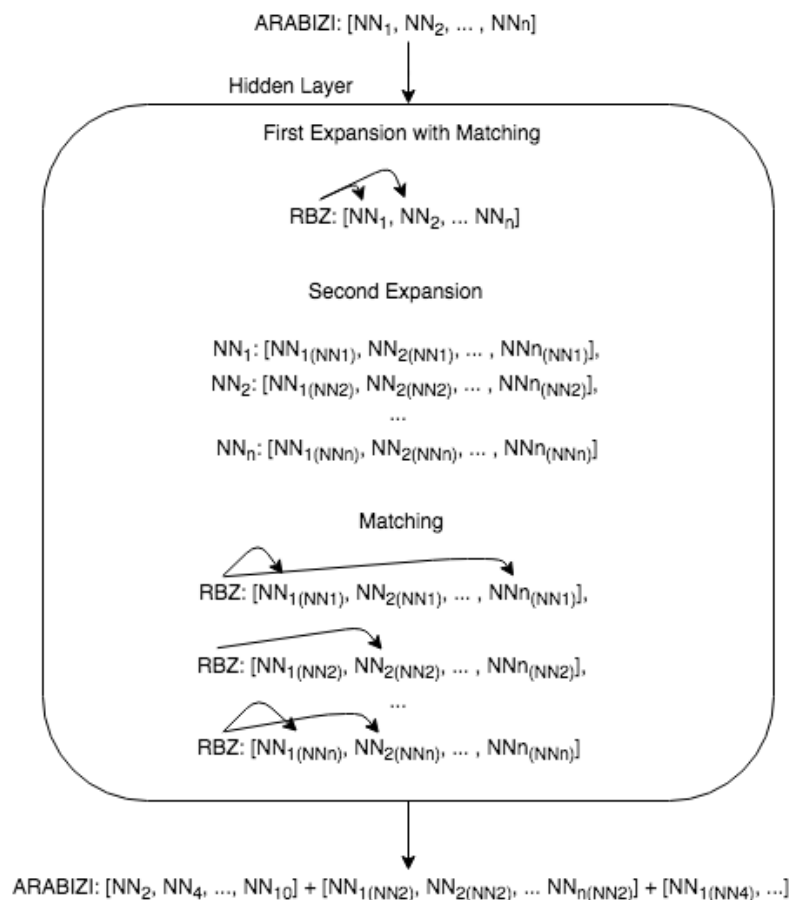 ARABIZI: [NN₁, NN₂, ... , NNn]
Hidden Layer
First Expansion with Matching
RBZ: [NN₁, NN₂, ... NNₙ]
Second Expansion
NN₁: [NN₁₍NN1₎, NN₂₍NN1₎, ... , NNn₍NN1₎],
NN₂: [NN₁₍NN2₎, NN₂₍NN2₎, ... , NNn₍NN2₎],
...
NNₙ: [NN₁₍NNn₎, NN₂₍NNn₎, ... , NNn₍NNn₎]
Matching
RBZ: [NN₁₍NN1₎, NN₂₍NN1₎, ... , NNn₍NN1₎],
RBZ: [NN₁₍NN2₎, NN₂₍NN2₎, ... , NNn₍NN2₎],
...
RBZ: [NN₁₍NNn₎, NN₂₍NNn₎, ... , NNn₍NNn₎]
ARABIZI: [NN₂, NN₄, ..., NN₁₀] + [NN₁₍NN2₎, NN₂₍NN2₎, ... NNₙ₍NN2₎] + [NN₁₍NN4₎, ...]